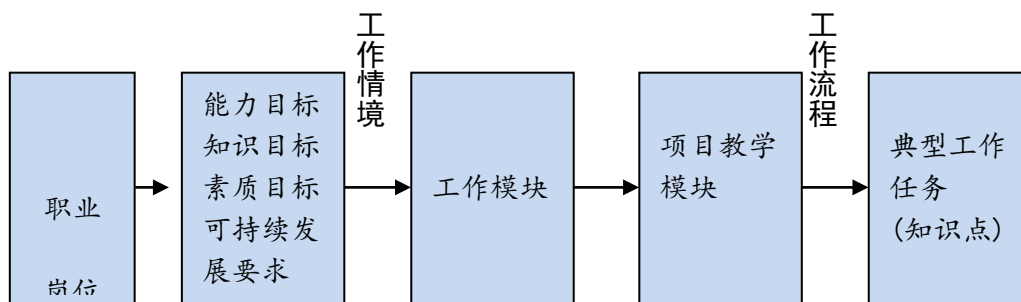 职业
岗位
能力目标
知识目标
素质目标
可持续发
展要求
工作情境
工作模块
项目教学
模块
工作流程
典型工作
任务
(知识点)